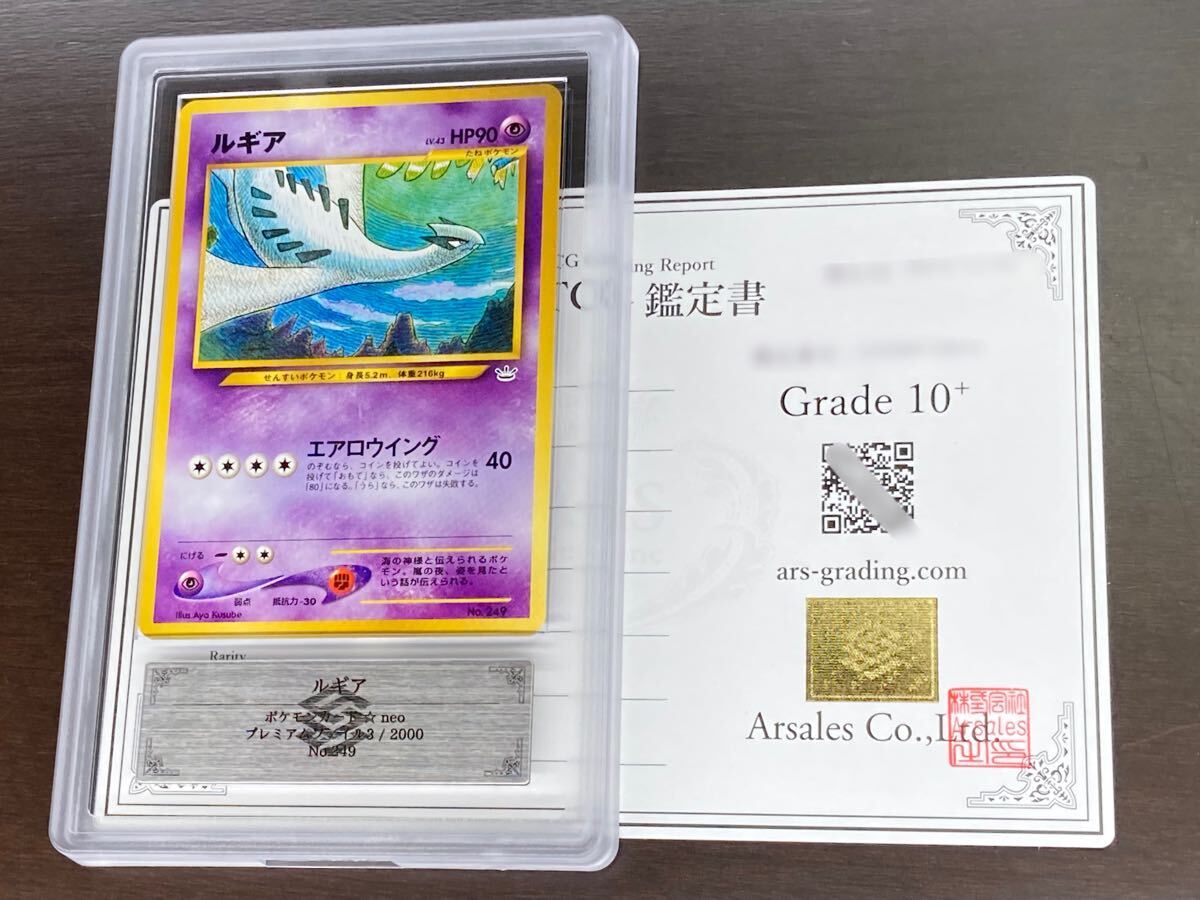 ルギア
LV.43 HP90
たねポケモン
せんすいポケモン：身長5.2m、体重216kg
エアロウイング
のぞむなら、コインを投げてよい。コインを
投げて「おもて」なら、このワザのダメージは
「80」になる。「うら」なら、このワザは失敗する。
40
にげる
弱点 抵抗力-30
海の神様と伝えられるポケ
モン。嵐の夜、姿を見たと
いう話が伝えられる。
Illus.Aya Kusube
No.249
Rarity
ルギア
ポケモンカード☆neo
プレミアムファイル3 / 2000
No.249
Report
鑑定書
Grade 10+
ars-grading.com
Arsales Co.,Ltd.
株式会社
Arsales
之印